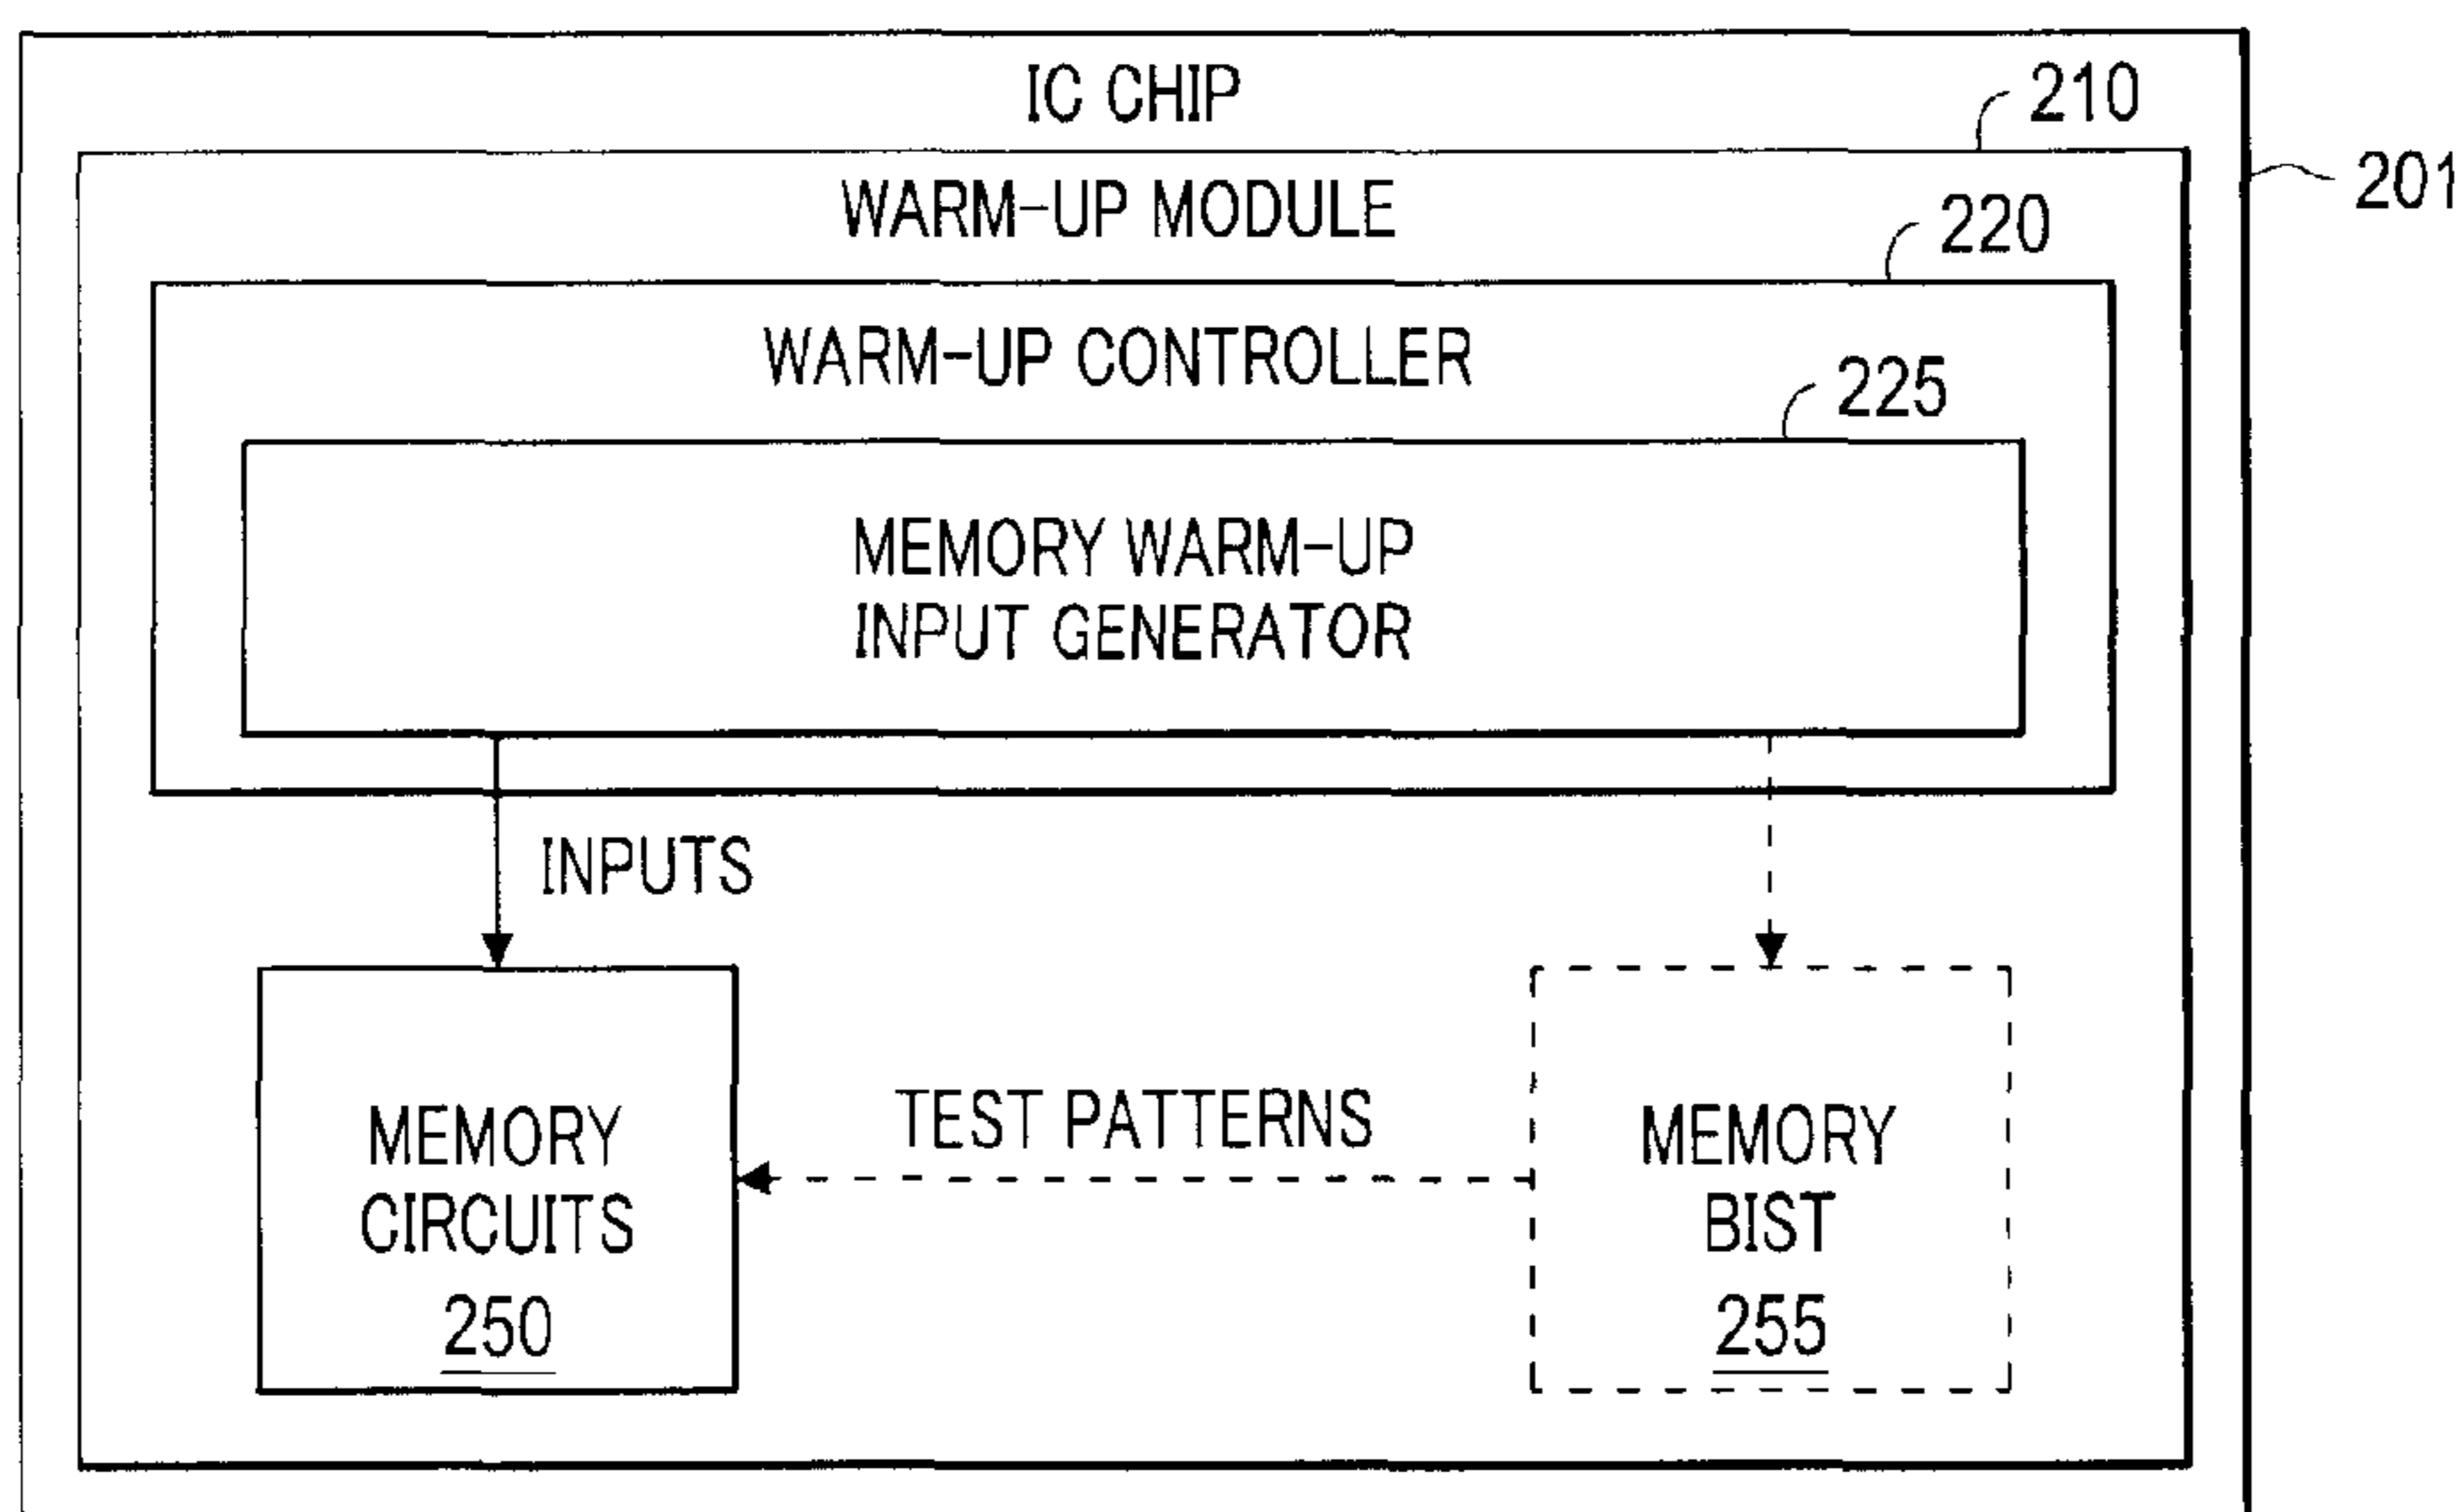 IC CHIP
210
WARM-UP MODULE
201
220
WARM-UP CONTROLLER
225
MEMORY WARM-UP
INPUT GENERATOR
INPUTS
MEMORY
CIRCUITS
250
TEST PATTERNS
MEMORY
BIST
255